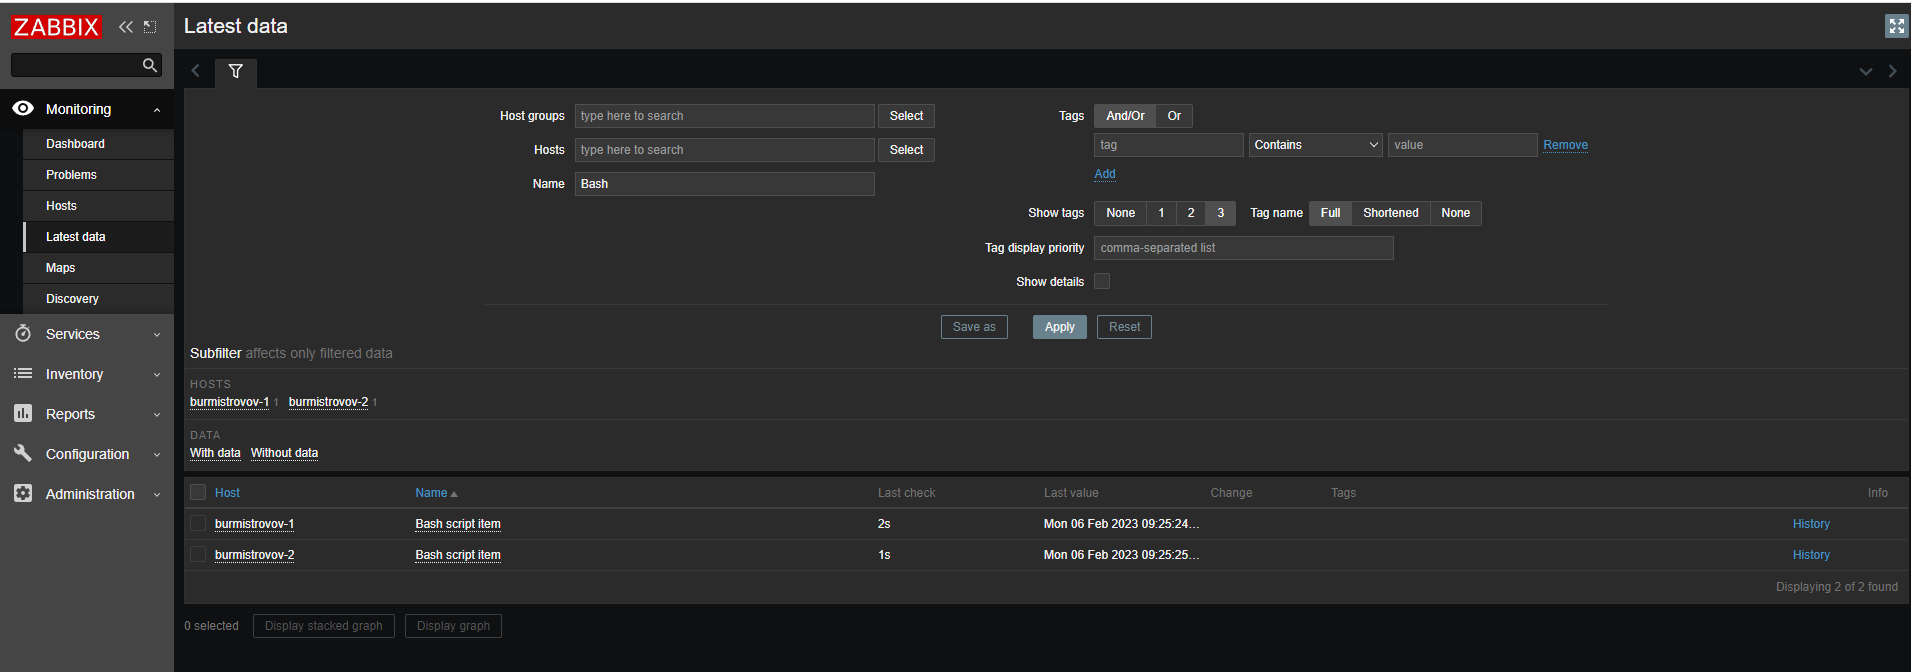 ZABBIX
Latest data
Monitoring
Dashboard
Problems
Hosts
Latest data
Maps
Discovery
Services
Inventory
Reports
Configuration
Administration
Host groups type here to search Select
Hosts type here to search Select
Name Bash
Tags And/Or Or
tag Contains value Remove
Add
Show tags None 1 2 3 Tag name Full Shortened None
Tag display priority comma-separated list
Show details
Save as Apply Reset
Subfilter affects only filtered data
HOSTS
burmistrovov-1 1 burmistrovov-2 1
DATA
With data Without data
Host Name Last check Last value Change Tags Info
burmistrovov-1 Bash script item 2s Mon 06 Feb 2023 09:25:24... History
burmistrovov-2 Bash script item 1s Mon 06 Feb 2023 09:25:25... History
Displaying 2 of 2 found
0 selected Display stacked graph Display graph